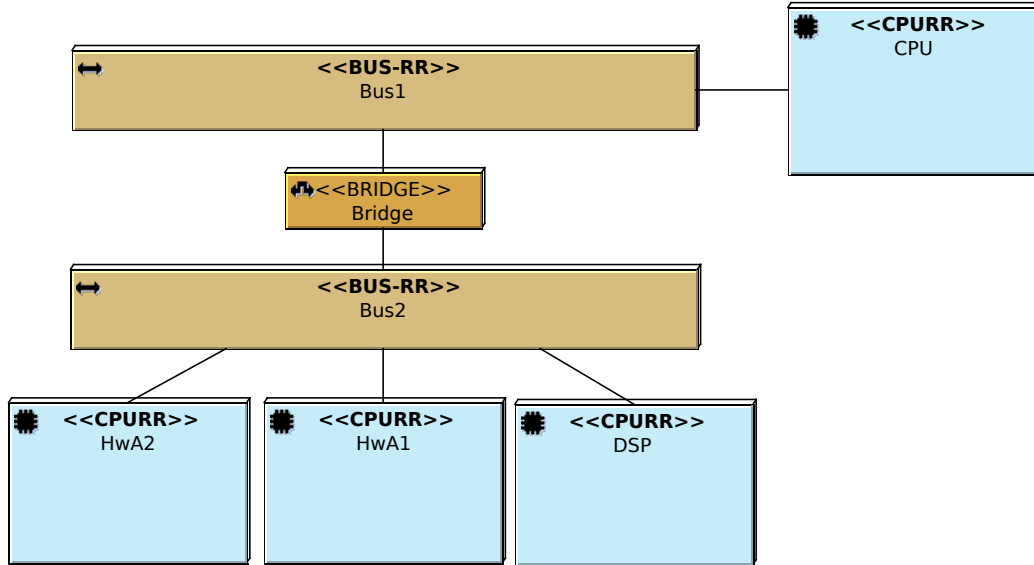 <<CPURR>>
CPU
<<BUS-RR>>
Bus1
<<BRIDGE>>
Bridge
<<BUS-RR>>
Bus2
<<CPURR>>
HwA2
<<CPURR>>
HwA1
<<CPURR>>
DSP